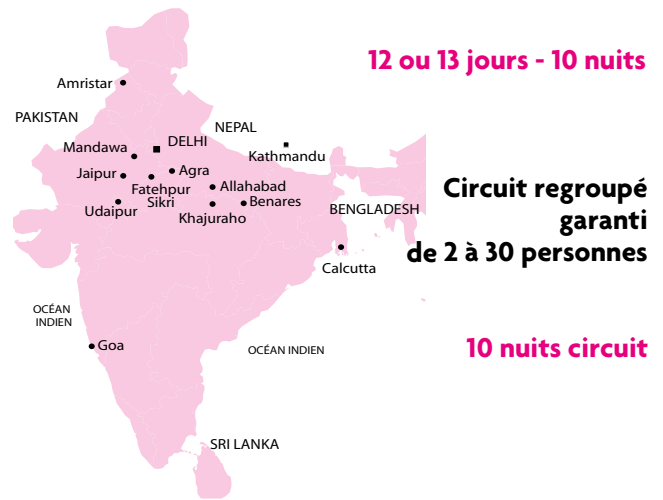 12 ou 13 jours - 10 nuits
Amristar
PAKISTAN
NEPAL
DELHI
Mandawa
Kathmandu
Jaipur
Agra
Fatehpur
Sikri
Allahabad
Udaipur
Khajuraho
Benares
BENGLADESH
Circuit regroupé
garanti
de 2 à 30 personnes
Calcutta
OCÉAN
INDIEN
Goa
OCÉAN INDIEN
10 nuits circuit
SRI LANKA